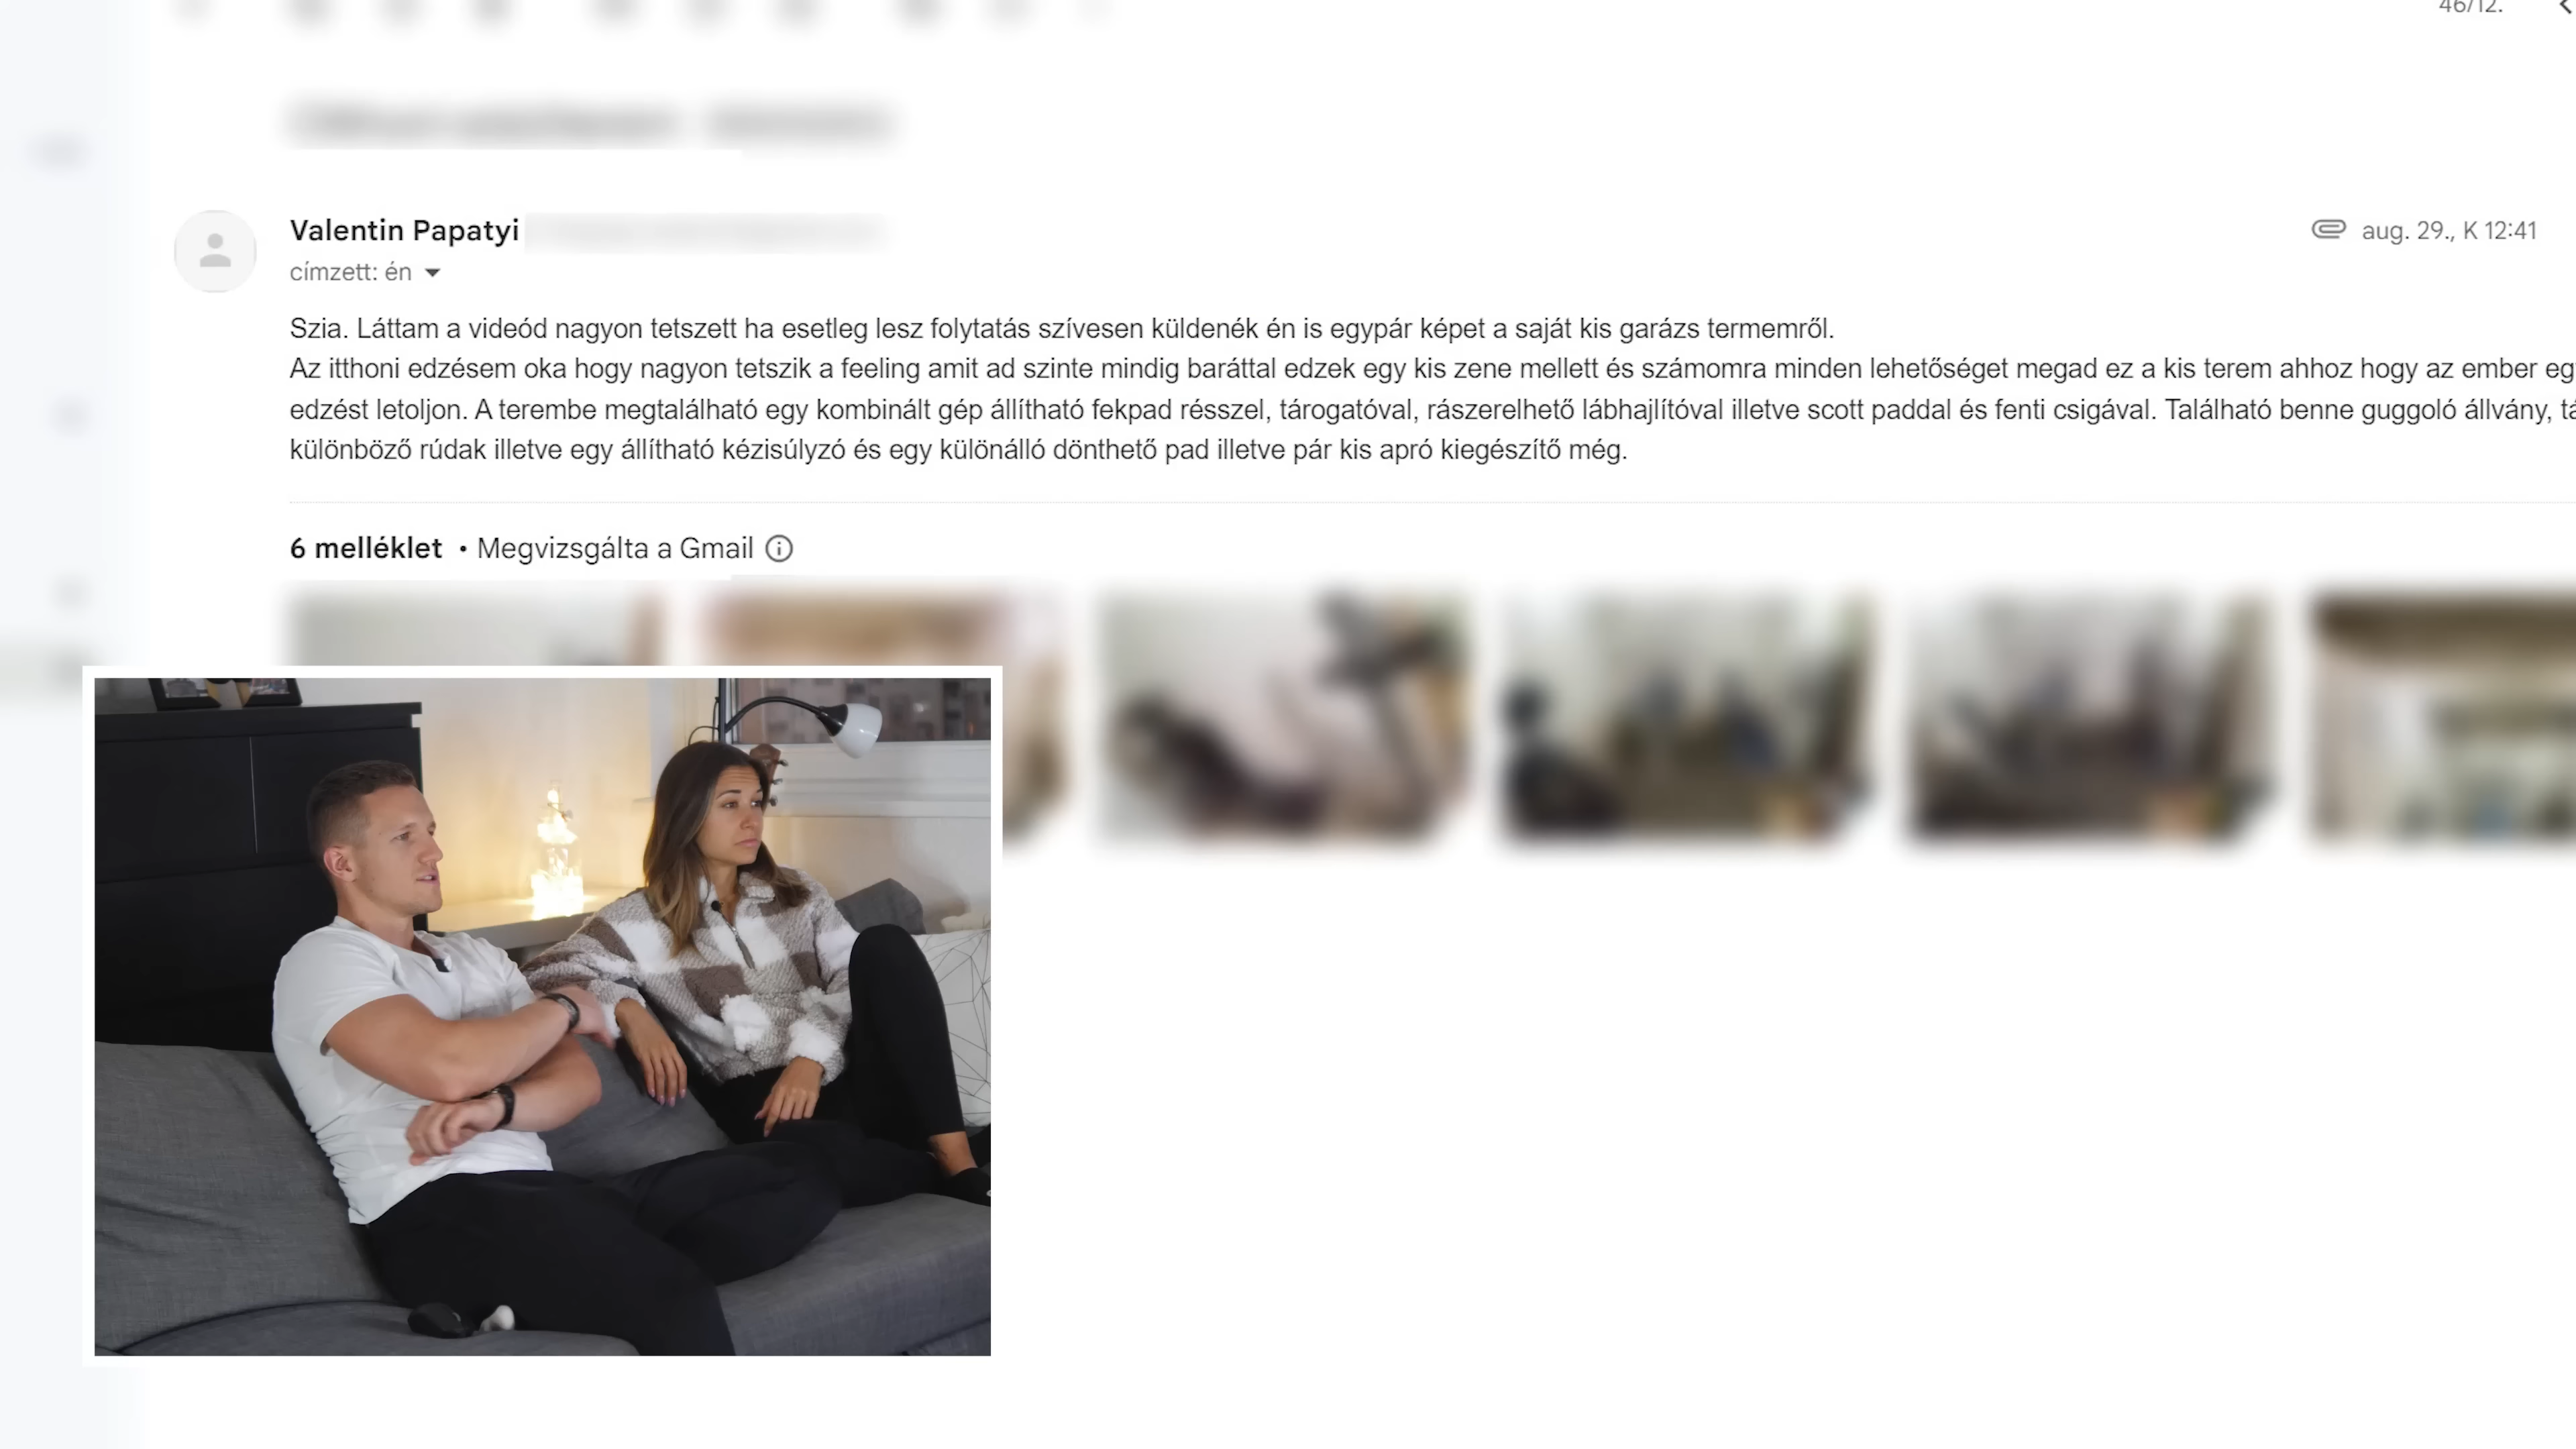 46/12.
Valentin Papatyi
aug. 29., K 12:41
címzett: én
Szia. Láttam a videód nagyon tetszett ha esetleg lesz folytatás szívesen küldenék én is egypár képet a saját kis garázs termemről.
Az itthoni edzésem oka hogy nagyon tetszik a feeling amit ad szinte mindig baráttal edzek egy kis zene mellett és számomra minden lehetőséget megad ez a kis terem ahhoz hogy az ember eg
edzést letoljon. A terembe megtalálható egy kombinált gép állítható fekpad résszel, tárogatóval, rászerelhető lábhajlítóval illetve scott paddal és fenti csigával. Található benne guggoló állvány, tá
különböző rúdak illetve egy állítható kézisúlyzó és egy különálló dönthető pad illetve pár kis apró kiegészítő még.
6 melléklet • Megvizsgálta a Gmail